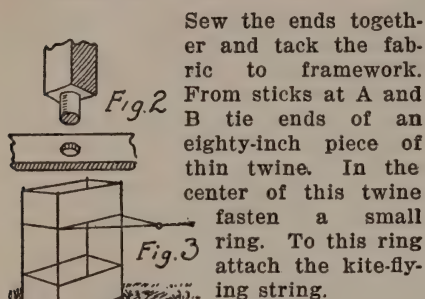 Sew the ends togeth-
er and tack the fab-
ric to framework.
From sticks at A and
B tie ends of an
eighty-inch piece of
thin twine. In the
center of this twine
fasten a small
ring. To this ring
attach the kite-fly-
ing string.
Fig. 2
Fig. 3